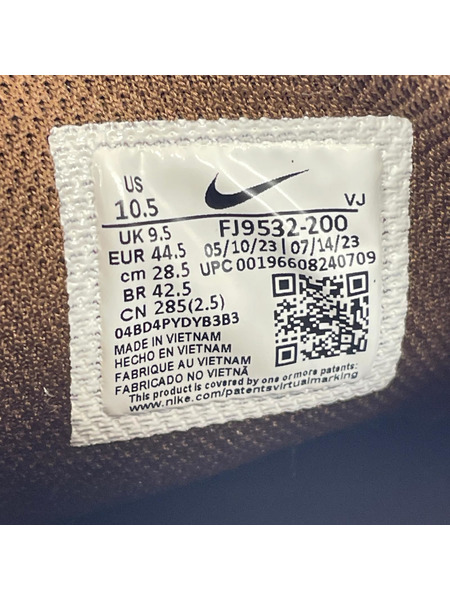 US
10.5
VJ
UK 9.5
FJ9532-200
EUR 44.5
05/10/23 | 07/14/23
cm 28.5
UPC 00196608240709
BR 42.5
CN 285(2.5)
04BD4PYDYB3B3
MADE IN VIETNAM
HECHO EN VIETNAM
FABRIQUE AU VIETNAM
FABRICADO NO VIETNÃ
This shoe is covered by one or more patents:
www.nike.com/patentsvirtualmarking